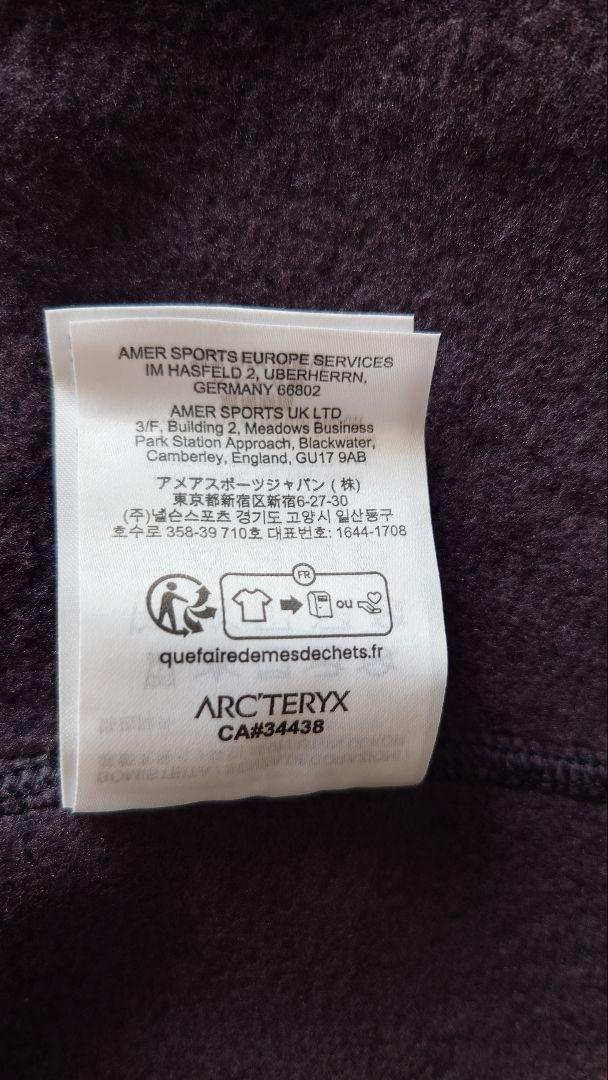 AMER SPORTS EUROPE SERVICES
IM HASFELD 2, UBERHERRN,
GERMANY 66802
AMER SPORTS UK LTD
3/F, Building 2, Meadows Business
Park Station Approach, Blackwater,
Camberley, England, GU17 9AB
アメアスポーツジャパン(株)
東京都新宿区新宿6-27-30
(주)넬슨스포츠 경기도 고양시 일산동구
호수로 358-39 710호 대표번호: 1644-1708
FR
ou
quefairedemesdechets.fr
ARC'TERYX
CA#34438